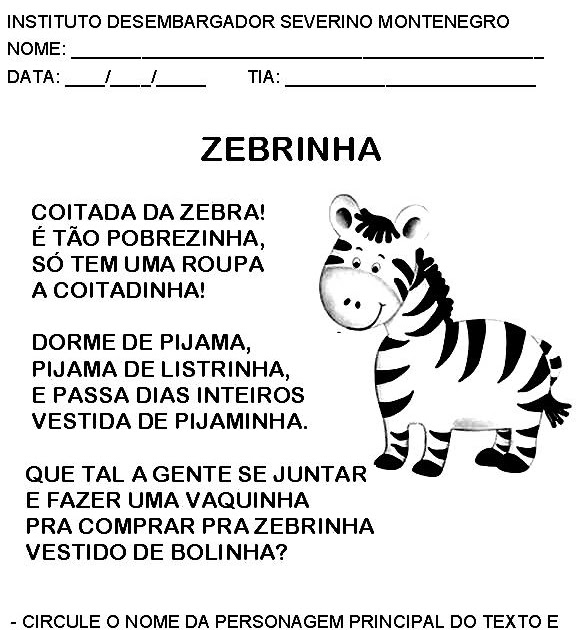 INSTITUTO DESEMBARGADOR SEVERINO MONTENEGRO
NOME: ___________________________________________
DATA: ____/____/_____ TIA: _________________________
ZEBRINHA
COITADA DA ZEBRA!
É TÃO POBREZINHA,
SÓ TEM UMA ROUPA
A COITADINHA!
DORME DE PIJAMA,
PIJAMA DE LISTRINHA,
E PASSA DIAS INTEIROS
VESTIDA DE PIJAMINHA.
QUE TAL A GENTE SE JUNTAR
E FAZER UMA VAQUINHA
PRA COMPRAR PRA ZEBRINHA
VESTIDO DE BOLINHA?
- CIRCULE O NOME DA PERSONAGEM PRINCIPAL DO TEXTO E